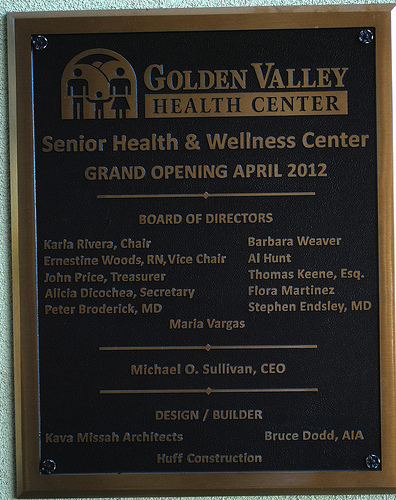 GOLDEN VALLEY
HEALTH CENTER
Senior Health & Wellness Center
GRAND OPENING APRIL 2012
BOARD OF DIRECTORS
Karla Rivera, Chair Barbara Weaver
Ernestine Woods, RN, Vice Chair Al Hunt
John Price, Treasurer Thomas Keene, Esq.
Alicia Dicochea, Secretary Flora Martinez
Peter Broderick, MD Stephen Endsley, MD
Maria Vargas
Michael O. Sullivan, CEO
DESIGN / BUILDER
Kava Missah Architects Bruce Dodd, AIA
Huff Construction